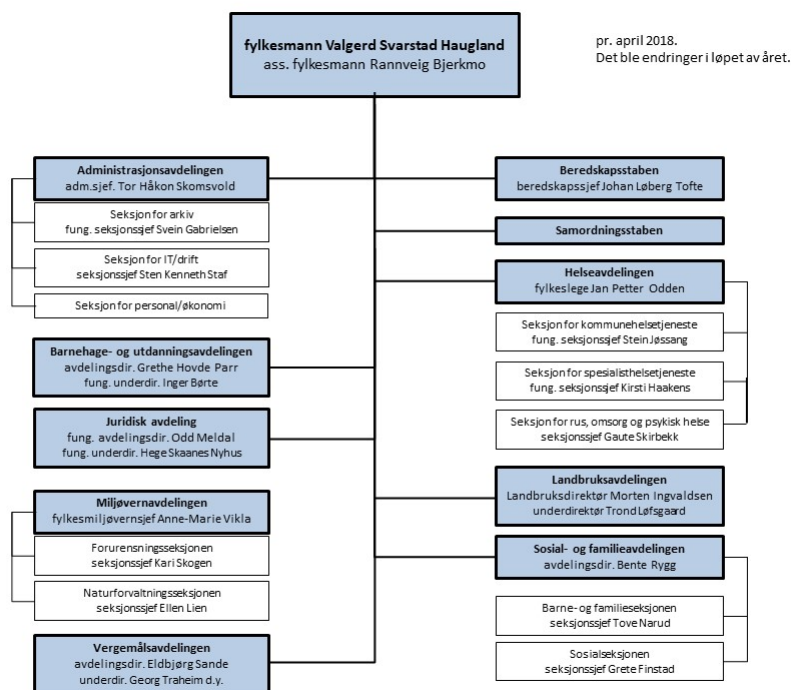 fylkesmann Valgerd Svarstad Haugland
ass. fylkesmann Rannveig Bjerkmo
pr. april 2018.
Det ble endringer i løpet av året.
Administrasjonsavdelingen
adm.sjef. Tor Håkon Skomsvold
Seksjon for arkiv
fung. seksjonssjef Svein Gabrielsen
Seksjon for IT/drift
seksjonssjef Sten Kenneth Staf
Seksjon for personal/økonomi
Barnehage- og utdanningsavdelingen
avdelingsdir. Grethe Hovde Parr
fung. underdir. Inger Børte
Juridisk avdeling
fung. avdelingsdir. Odd Meldal
fung. underdir. Hege Skaanes Nyhus
Miljøvernavdelingen
fylkesmiljøvernsjef Anne-Marie Vikla
Forurensningsseksjonen
seksjonssjef Kari Skogen
Naturforvaltningsseksjonen
seksjonssjef Ellen Lien
Vergemålsavdelingen
avdelingsdir. Eldbjørg Sande
underdir. Georg Traheim d.y.
Beredskapsstaben
beredskapssjef Johan Løberg Tofte
Samordningsstaben
Helseavdelingen
fylkeslege Jan Petter Odden
Seksjon for kommunehelsetjeneste
fung. seksjonssjef Stein Jøssang
Seksjon for spesialisthelsetjeneste
fung. seksjonssjef Kirsti Haakens
Seksjon for rus, omsorg og psykisk helse
seksjonssjef Gaute Skirbekk
Landbruksavdelingen
Landbruksdirektør Morten Ingvaldsen
underdirektør Trond Løfsgaard
Sosial- og familieavdelingen
avdelingsdir. Bente Rygg
Barne- og familieseksjonen
seksjonssjef Tove Narud
Sosialseksjonen
seksjonssjef Grete Finstad